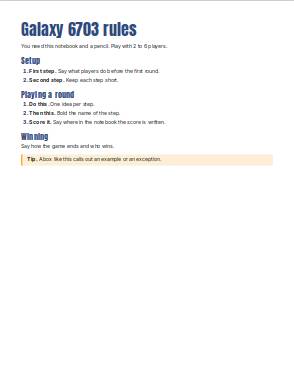 Galaxy 6703 rules
You need this notebook and a pencil. Play with 2 to 6 players.
Setup
1. First step. Say what players do before the first round.
2. Second step. Keep each step short.
Playing a round
1. Do this. One idea per step.
2. Then this. Bold the name of the step.
3. Score it. Say where in the notebook the score is written.
Winning
Say how the game ends and who wins.
Tip. A box like this calls out an example or an exception.